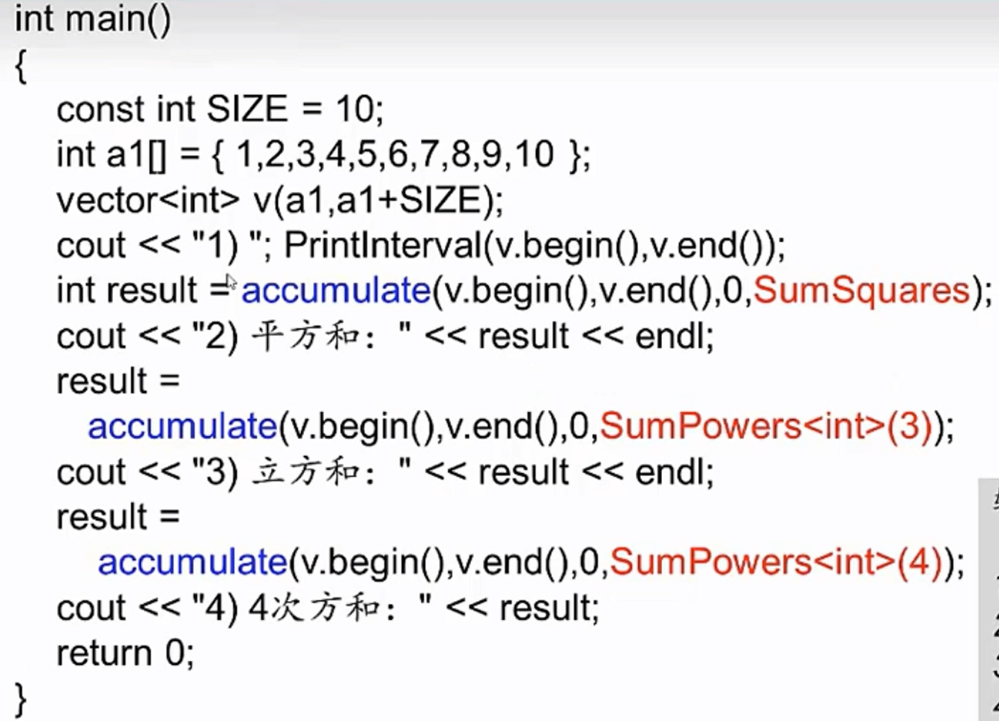 int main()
{
const int SIZE = 10;
int a1[] = { 1,2,3,4,5,6,7,8,9,10 };
vector<int> v(a1,a1+SIZE);
cout << "1) "; PrintInterval(v.begin(),v.end());
int result = accumulate(v.begin(),v.end(),0,SumSquares);
cout << "2) 平方和：" << result << endl;
result =
accumulate(v.begin(),v.end(),0,SumPowers<int>(3));
cout << "3) 立方和：" << result << endl;
result =
accumulate(v.begin(),v.end(),0,SumPowers<int>(4));
cout << "4) 4次方和：" << result;
return 0;
}